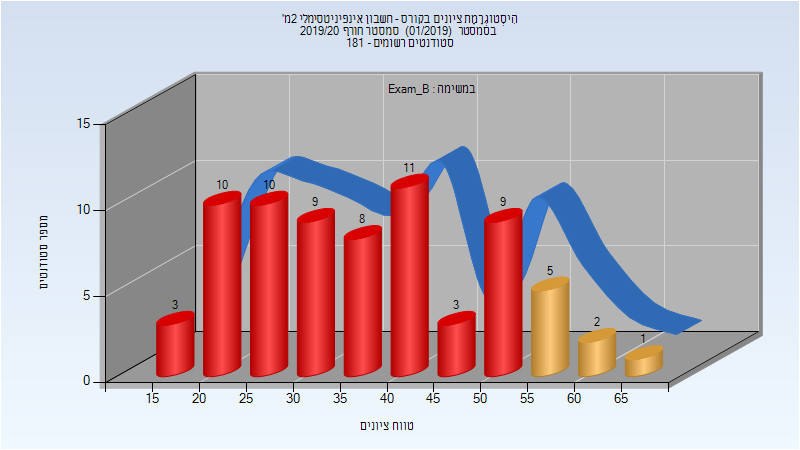 היסטוגרמת ציונים בקורס - חשבון אינפיניטסימלי 2מ'
בסמסטר (01/2019) סמסטר חורף 2019/20
סטודנטים רשומים - 181
במשימה : Exam_B
מספר סטודנטים
15
10
5
0
3
10
10
9
8
11
3
9
5
2
1
15 20 25 30 35 40 45 50 55 60 65
טווח ציונים